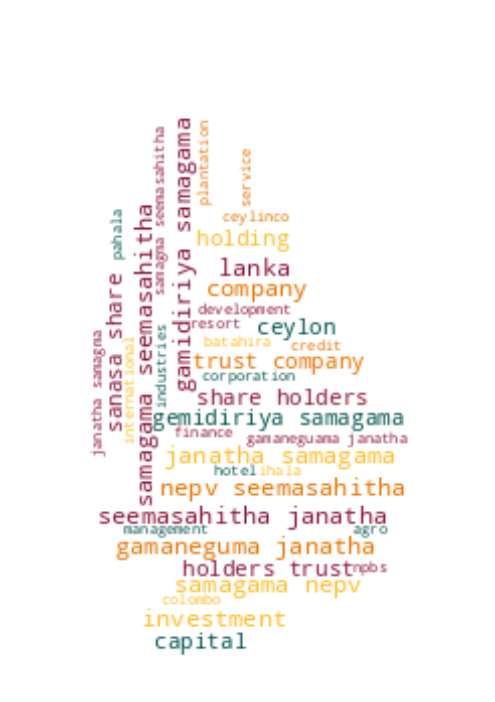 samagama seemasahitha
gamidiriya samagama
samagma seemasahitha
plantation
service
pahala
sanasa share
janatha samagma
international
industries
ceylinco
holding
lanka
company
development
resort
ceylon
batahira
credit
trust company
corporation
share holders
gemidiriya samagama
finance
gamaneguama janatha
janatha samagama
hotel
ihala
nepv seemasahitha
seemasahitha janatha
management
agro
gamaneguma janatha
holders trust
npbs
samagama nepv
colombo
investment
capital